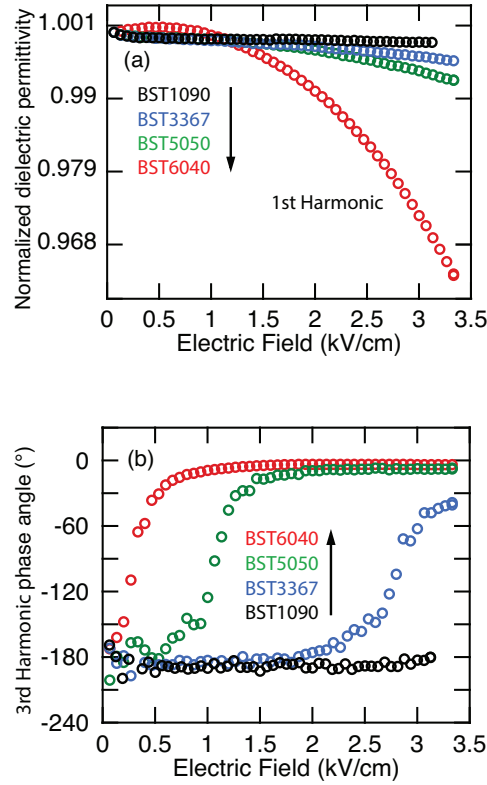 1.001
0.99
0.979
0.968
Normalized dielectric permittivity
(a)
BST1090
BST3367
BST5050
BST6040
1st Harmonic
0 0.5 1 1.5 2 2.5 3 3.5
Electric Field (kV/cm)
0
-60
-120
-180
-240
3rd Harmonic phase angle (°)
(b)
BST6040
BST5050
BST3367
BST1090
0 0.5 1.0 1.5 2 2.5 3 3.5
Electric Field (kV/cm)